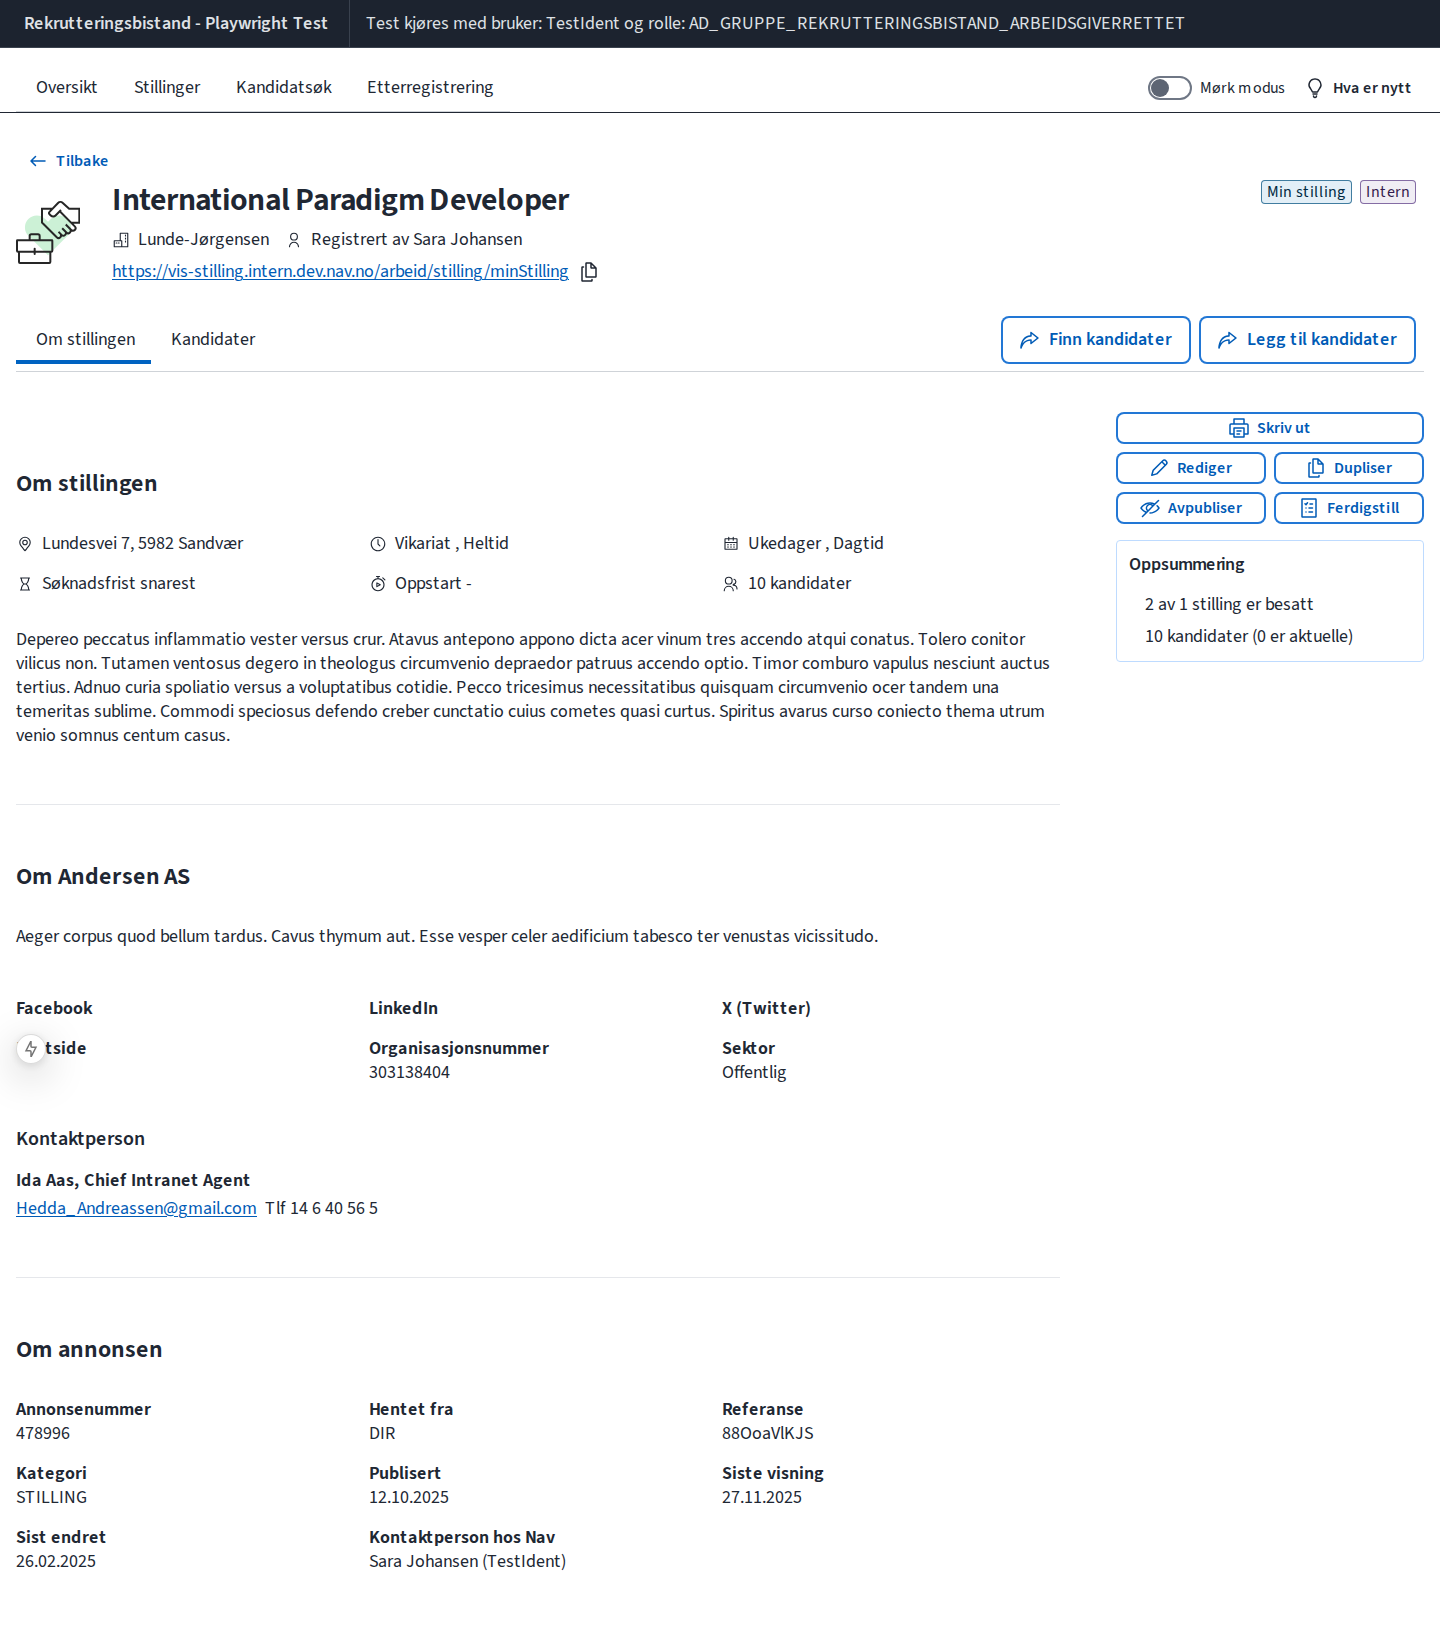 Rekrutteringsbistand - Playwright Test
Test kjøres med bruker: TestIdent og rolle: AD_GRUPPE_REKRUTTERINGSBISTAND_ARBEIDSGIVERRETTET
Oversikt
Stillinger
Kandidatsøk
Etterregistrering
Mørk modus
Hva er nytt
Tilbake
International Paradigm Developer
Min stilling
Intern
Lunde-Jørgensen
Registrert av Sara Johansen
https://vis-stilling.intern.dev.nav.no/arbeid/stilling/minStilling
Om stillingen
Kandidater
Finn kandidater
Legg til kandidater
Skriv ut
Rediger
Dupliser
Avpubliser
Ferdigstill
Oppsummering
2 av 1 stilling er besatt
10 kandidater (0 er aktuelle)
Om stillingen
Lundesvei 7, 5982 Sandvær
Vikariat , Heltid
Ukedager , Dagtid
Søknadsfrist snarest
Oppstart -
10 kandidater
Depereo peccatus inflammatio vester versus crur. Atavus antepono appono dicta acer vinum tres accendo atqui conatus. Tolero conitor
vilicus non. Tutamen ventosus degero in theologus circumvenio depraedor patruus accendo optio. Timor comburo vapulus nesciunt auctus
tertius. Adnuo curia spoliatio versus a voluptatibus cotidie. Pecco tricesimus necessitatibus quisquam circumvenio ocer tandem una
temeritas sublime. Commodi speciosus defendo creber cunctatio cuius cometes quasi curtus. Spiritus avarus curso coniecto thema utrum
venio somnus centum casus.
Om Andersen AS
Aeger corpus quod bellum tardus. Cavus thymum aut. Esse vesper celer aedificium tabesco ter venustas vicissitudo.
Facebook
LinkedIn
X (Twitter)
tside
Organisasjonsnummer
303138404
Sektor
Offentlig
Kontaktperson
Ida Aas, Chief Intranet Agent
Hedda_Andreassen@gmail.com Tlf 14 6 40 56 5
Om annonsen
Annonsenummer
478996
Hentet fra
DIR
Referanse
88OoaVlKJS
Kategori
STILLING
Publisert
12.10.2025
Siste visning
27.11.2025
Sist endret
26.02.2025
Kontaktperson hos Nav
Sara Johansen (TestIdent)